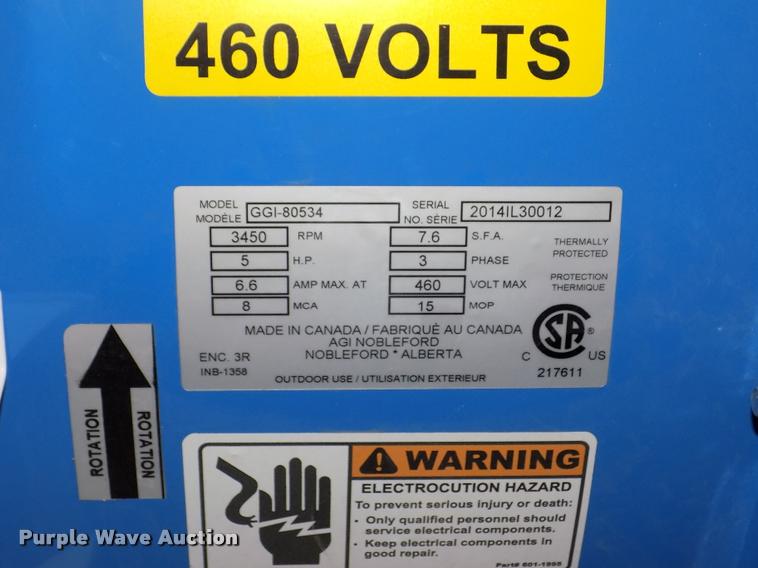 460 VOLTS
MODEL
MODÈLE GGI-80534
SERIAL
NO. SÉRIE 2014IL30012
3450 RPM 7.6 S.F.A.
5 H.P. 3 PHASE
6.6 AMP MAX. AT 460 VOLT MAX
8 MCA 15 MOP
THERMALLY
PROTECTED
PROTECTION
THERMIQUE
MADE IN CANADA / FABRIQUÉ AU CANADA
AGI NOBLEFORD
NOBLEFORD * ALBERTA
ENC. 3R
INB-1358
OUTDOOR USE / UTILISATION EXTERIEUR
CSA ®
C US
217611
ROTATION
ROTATION
WARNING
ELECTROCUTION HAZARD
To prevent serious injury or death:
• Only qualified personnel should
service electrical components.
• Keep electrical components in
good repair.
Part# 601-1995
Purple Wave Auction